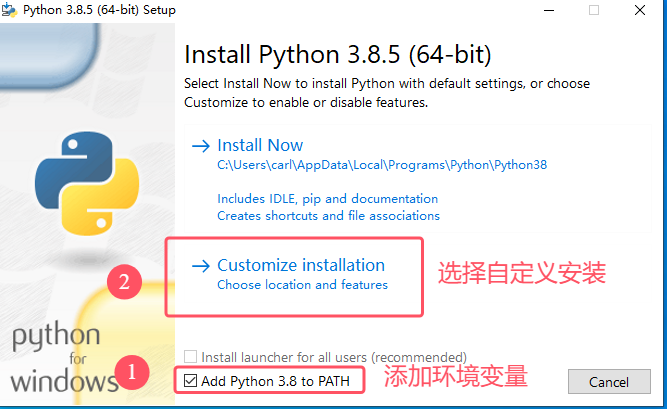 Python 3.8.5 (64-bit) Setup
Install Python 3.8.5 (64-bit)
Select Install Now to install Python with default settings, or choose
Customize to enable or disable features.
Install Now
C:\Users\carl\AppData\Local\Programs\Python\Python38
Includes IDLE, pip and documentation
Creates shortcuts and file associations
2
Customize installation
Choose location and features
选择自定义安装
python
for
windows
Install launcher for all users (recommended)
1
Add Python 3.8 to PATH
添加环境变量
Cancel